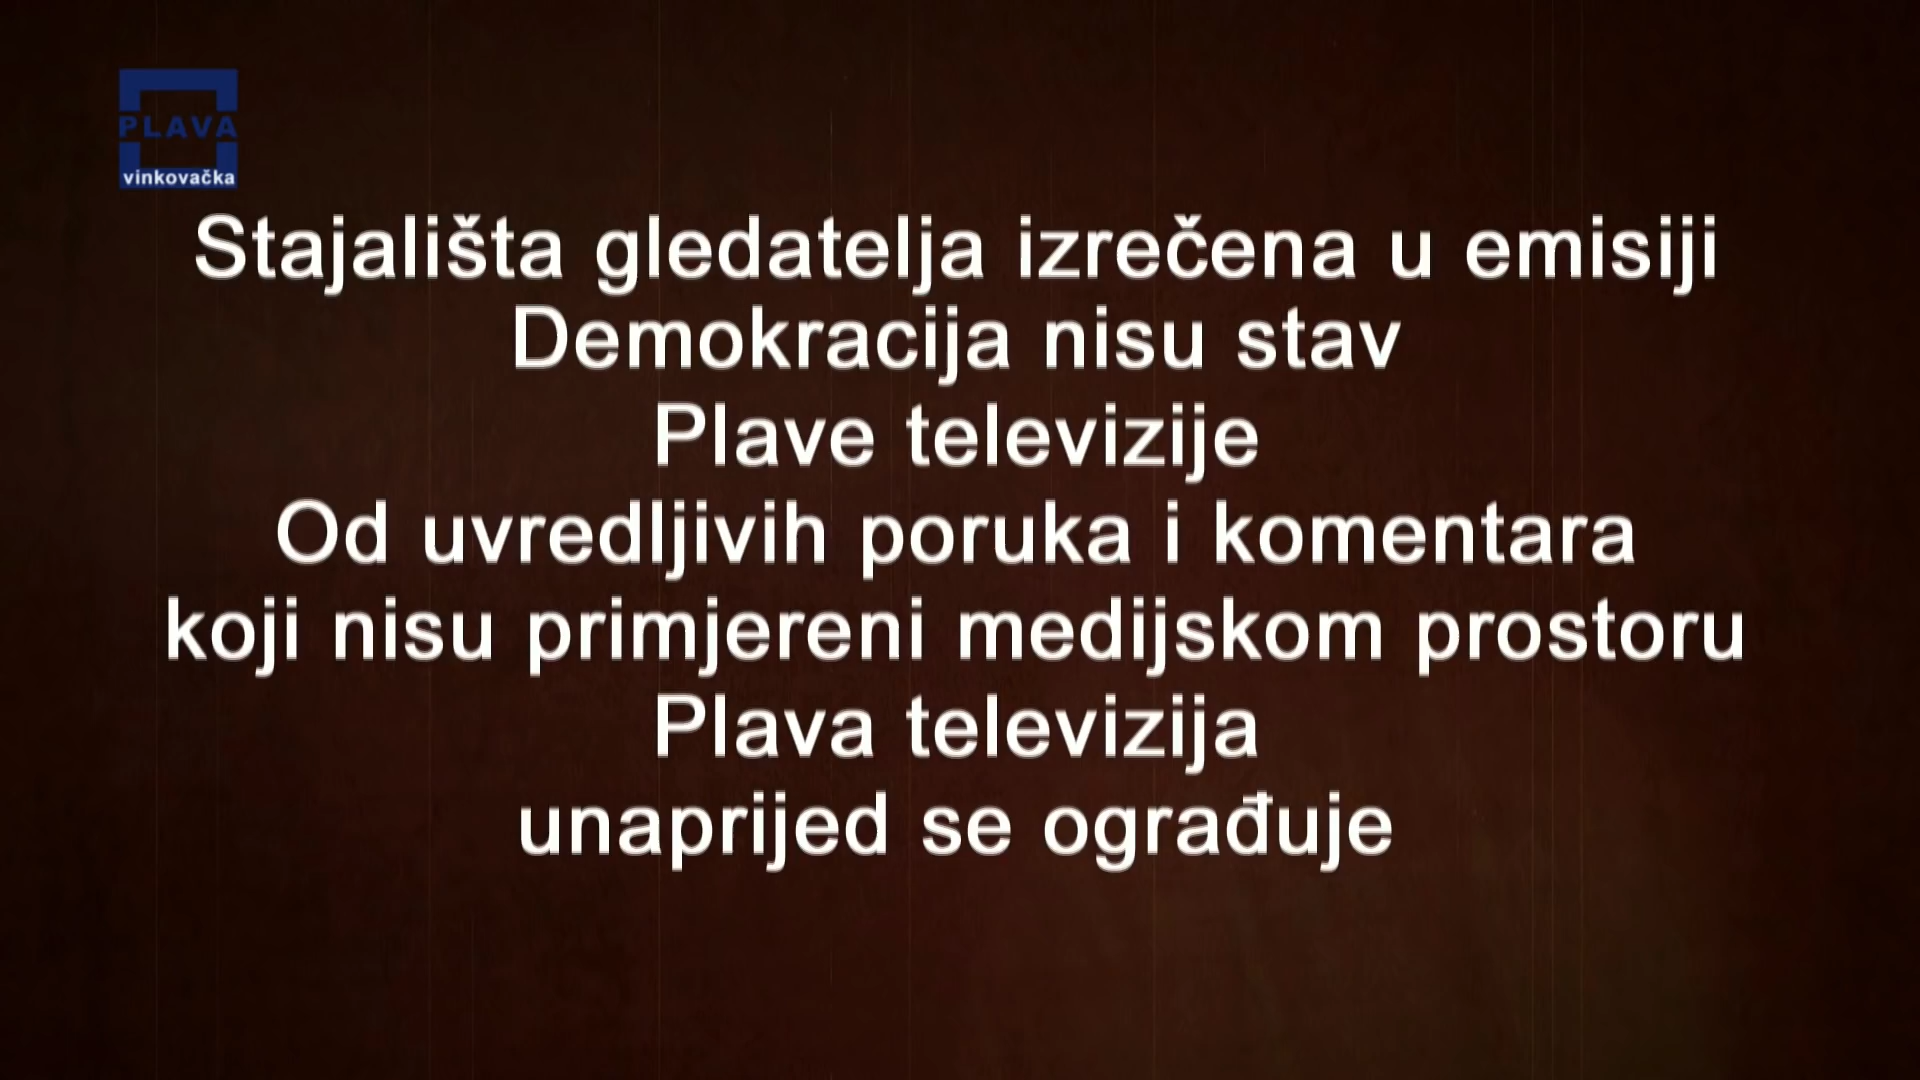 PLAVA
vinkovačka
Stajališta gledatelja izrečena u emisiji
Demokracija nisu stav
Plave televizije
Od uvredljivih poruka i komentara
koji nisu primjereni medijskom prostoru
Plava televizija
unaprijed se ograđuje